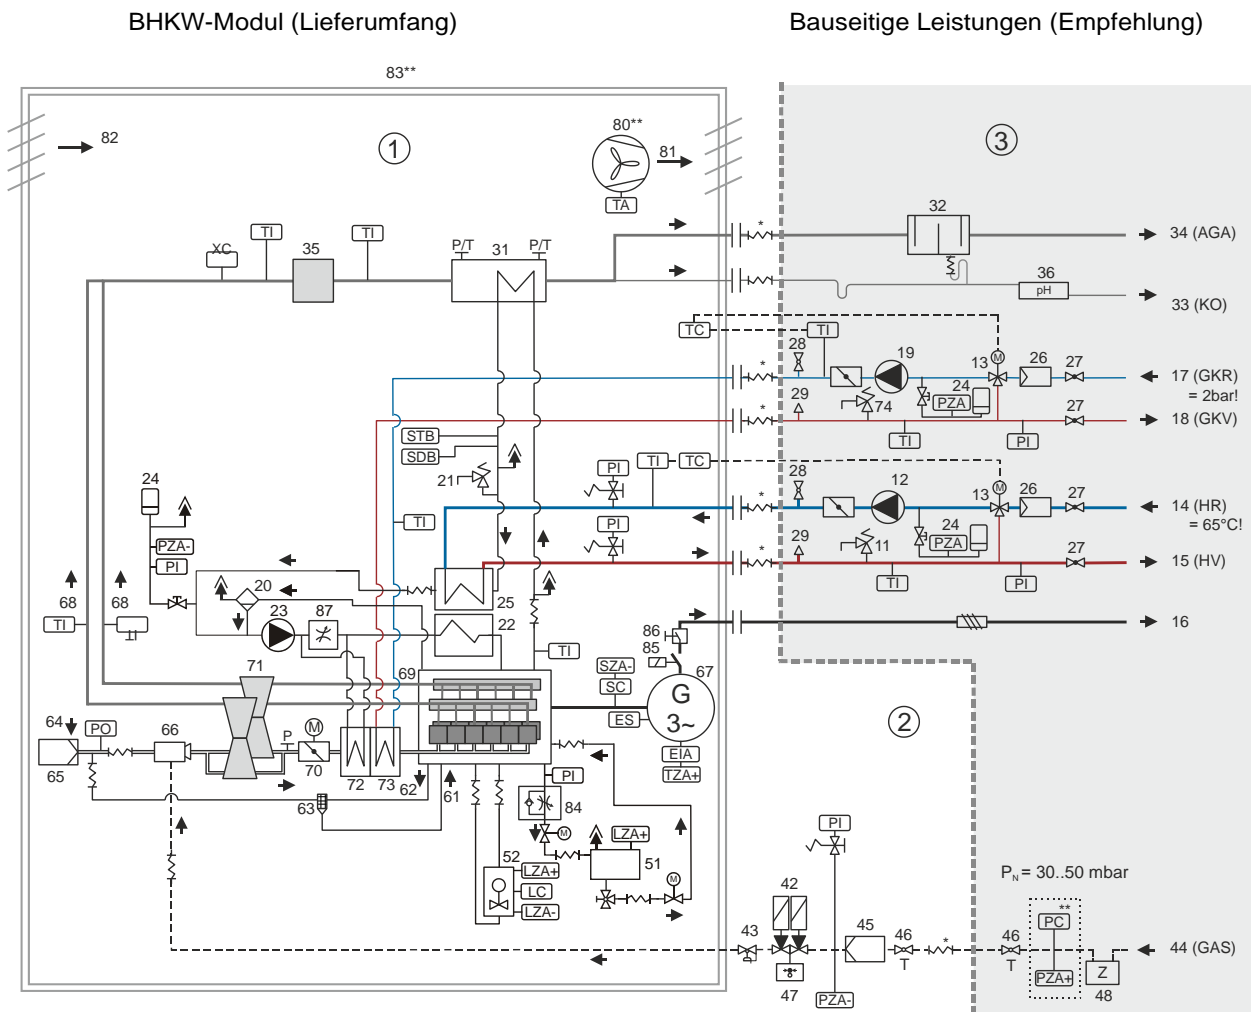 BHKW-Modul (Lieferumfang)
Bauseitige Leistungen (Empfehlung)
83**
82
1
80**
81
TA
3
32
34 (AGA)
XC
TI
35
TI
P/T
31
P/T
*
36
pH
33 (KO)
TC
TI
28
19
13
M
26
27
17 (GKR)
= 2bar!
*
29
74
24
PZA
27
18 (GKV)
*
TI
PI
STB
SDB
21
PI
TI
TC
28
12
13
M
26
27
14 (HR)
= 65°C!
24
TI
*
PI
29
11
24
PZA
27
15 (HV)
*
TI
PI
PZA-
PI
68
68
20
23
87
25
22
TI
TI
TI
16
86
85
67
G
3~
SZA-
SC
ES
EIA
TZA+
71
69
64
PO
66
M
P
65
70
72
73
62
61
63
PI
84
M
52
LZA+
LC
LZA-
LZA+
51
M
2
PI
42
43
45
46
T
*
47
PZA-
PN = 30..50 mbar
46
T
**
PC
PZA+
Z
48
44 (GAS)